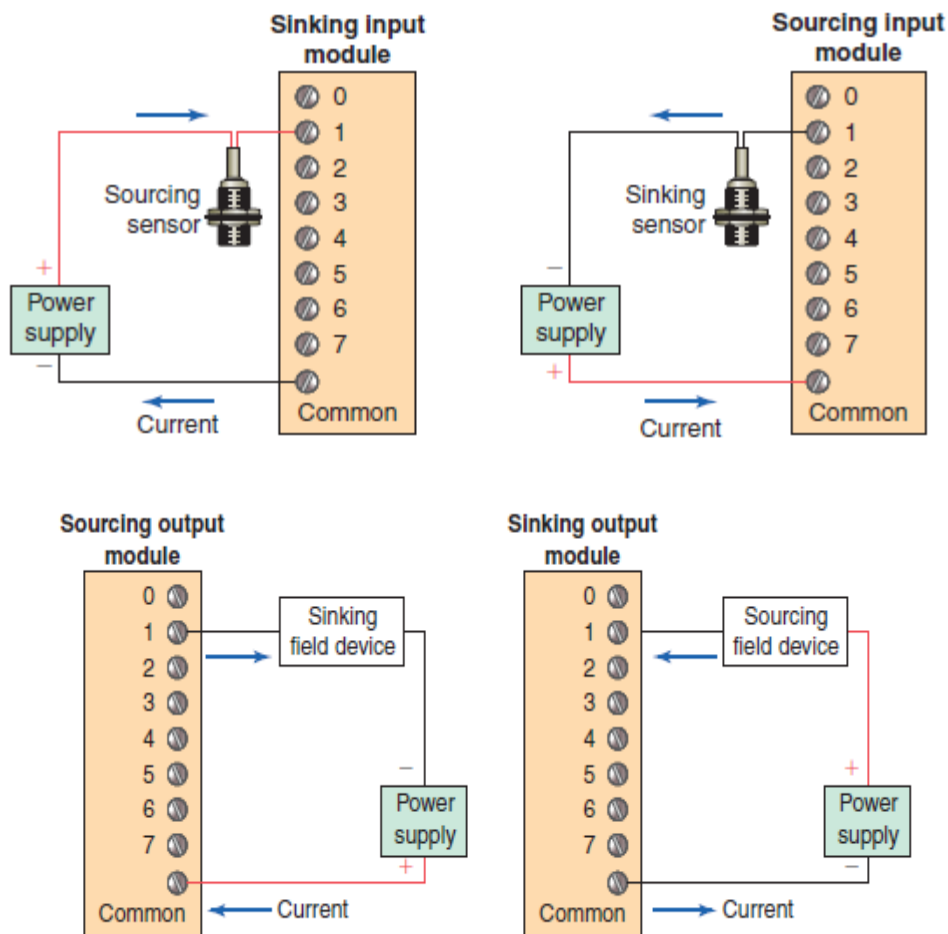 Sinking input
module
0
1
2
3
4
5
6
7
Common
Sourcing
sensor
+
Power
supply
−
Current
Sourcing input
module
0
1
2
3
4
5
6
7
Common
Sinking
sensor
−
Power
supply
+
Current
Sourcing output
module
0
1
2
3
4
5
6
7
Common
Sinking
field device
−
Power
supply
+
Current
Sinking output
module
0
1
2
3
4
5
6
7
Common
Sourcing
field device
+
Power
supply
−
Current